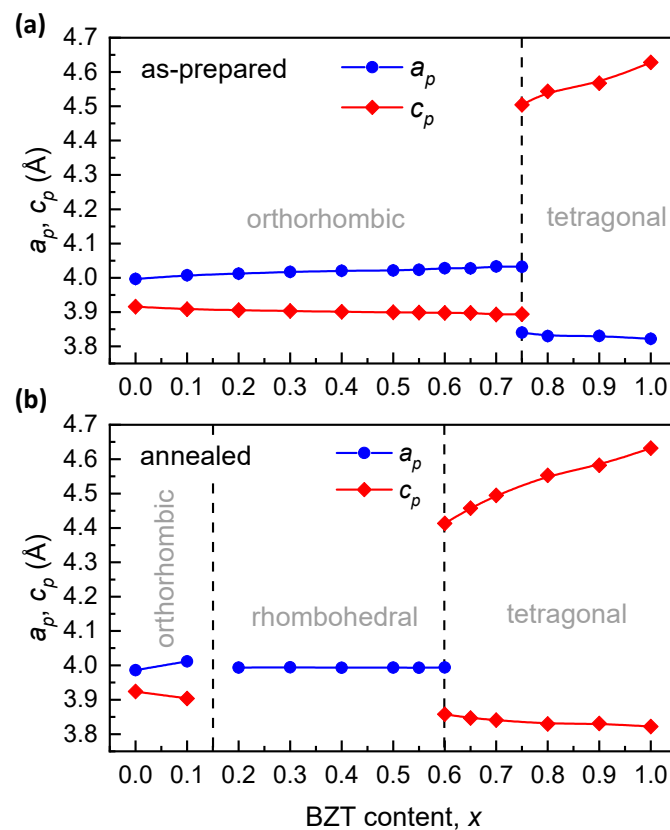 (a)
4.7
4.6
4.5
4.4
4.3
4.2
4.1
4.0
3.9
3.8
a_p, c_p (Å)
as-prepared
a_p
c_p
orthorhombic
tetragonal
0.0 0.1 0.2 0.3 0.4 0.5 0.6 0.7 0.8 0.9 1.0
(b)
4.7
4.6
4.5
4.4
4.3
4.2
4.1
4.0
3.9
3.8
a_p, c_p (Å)
annealed
a_p
c_p
orthorhombic
rhombohedral
tetragonal
0.0 0.1 0.2 0.3 0.4 0.5 0.6 0.7 0.8 0.9 1.0
BZT content, x